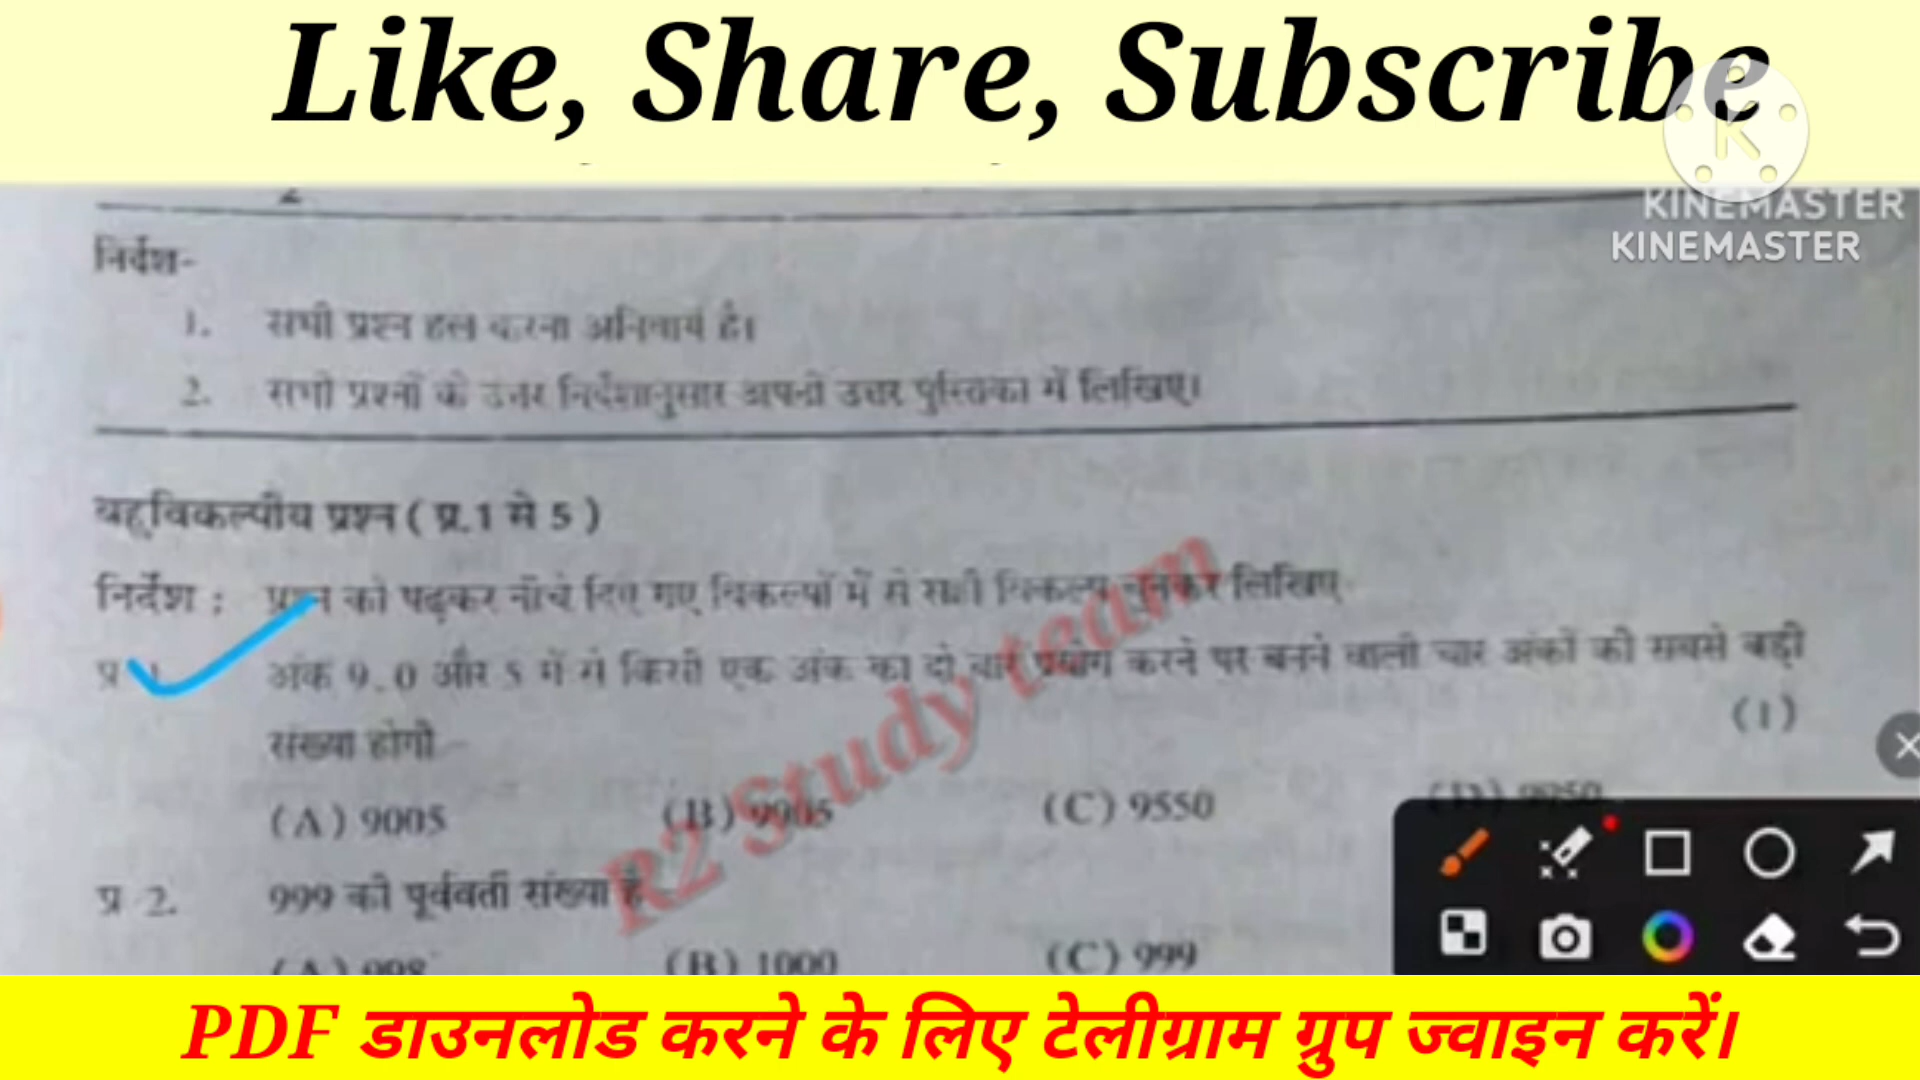 Like, Share, Subscribe
KINEMASTER
KINEMASTER
निर्देश-
1. सभी प्रश्न हल करना अनिवार्य है।
2. सभी प्रश्नों के उत्तर निर्देशानुसार अपनी उत्तर पुस्तिका में लिखिए।
बहुविकल्पीय प्रश्न ( प्र.1 से 5 )
निर्देश : प्रश्न को पढ़कर नीचे दिए गए विकल्पों में से सही विकल्प चुनकर लिखिए-
प्र 1. अंक 9, 0 और 5 में से किसी एक अंक का दो बार प्रयोग करने पर बनने वाली चार अंकों की सबसे बड़ी
संख्या होगी - (1)
(A) 9005 (B) 9905 (C) 9550 (D) 9950
प्र 2. 999 की पूर्ववर्ती संख्या है
(A) 998 (B) 1000 (C) 999
R2 Study team
PDF डाउनलोड करने के लिए टेलीग्राम ग्रुप ज्वाइन करें।